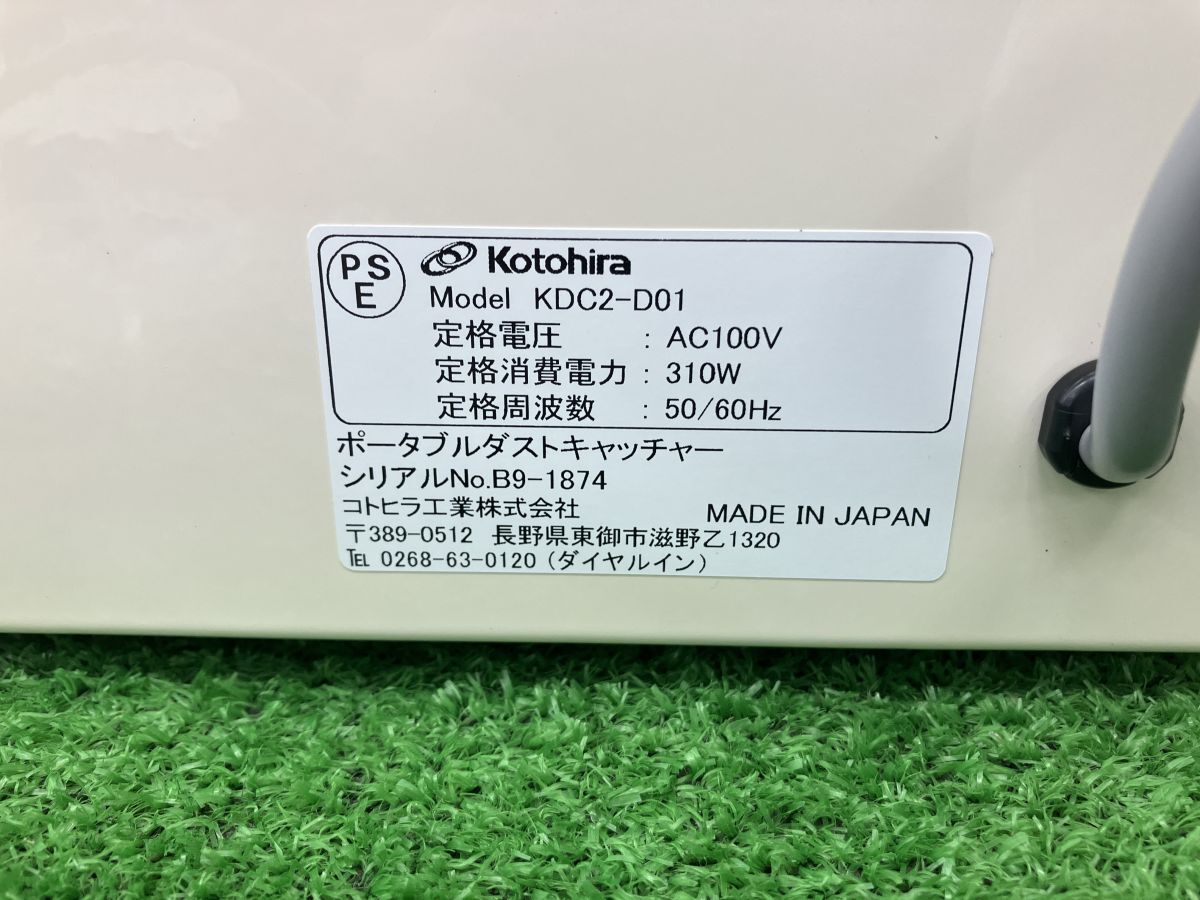 PS
E
Kotohira
Model KDC2-D01
定格電圧 : AC100V
定格消費電力 : 310W
定格周波数 : 50/60Hz
ポータブルダストキャッチャー
シリアルNo.B9-1874
コトヒラ工業株式会社 MADE IN JAPAN
〒389-0512 長野県東御市滋野乙1320
℡ 0268-63-0120 (ダイヤルイン)